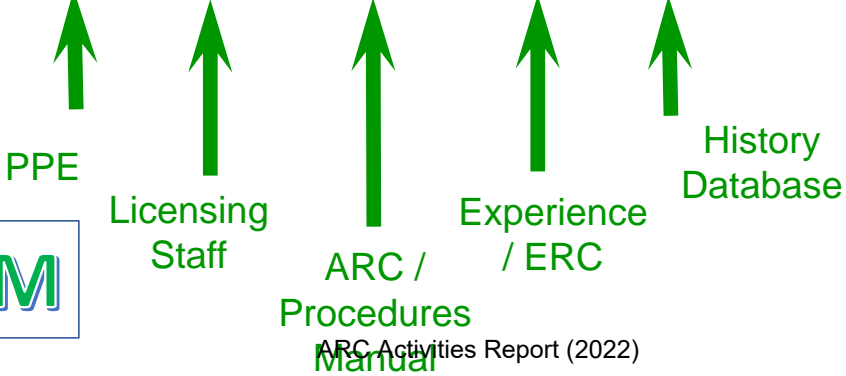 PPE
Licensing
Staff
ARC /
Procedures
Manual
Experience
/ ERC
History
Database
M
ARC Activities Report (2022)